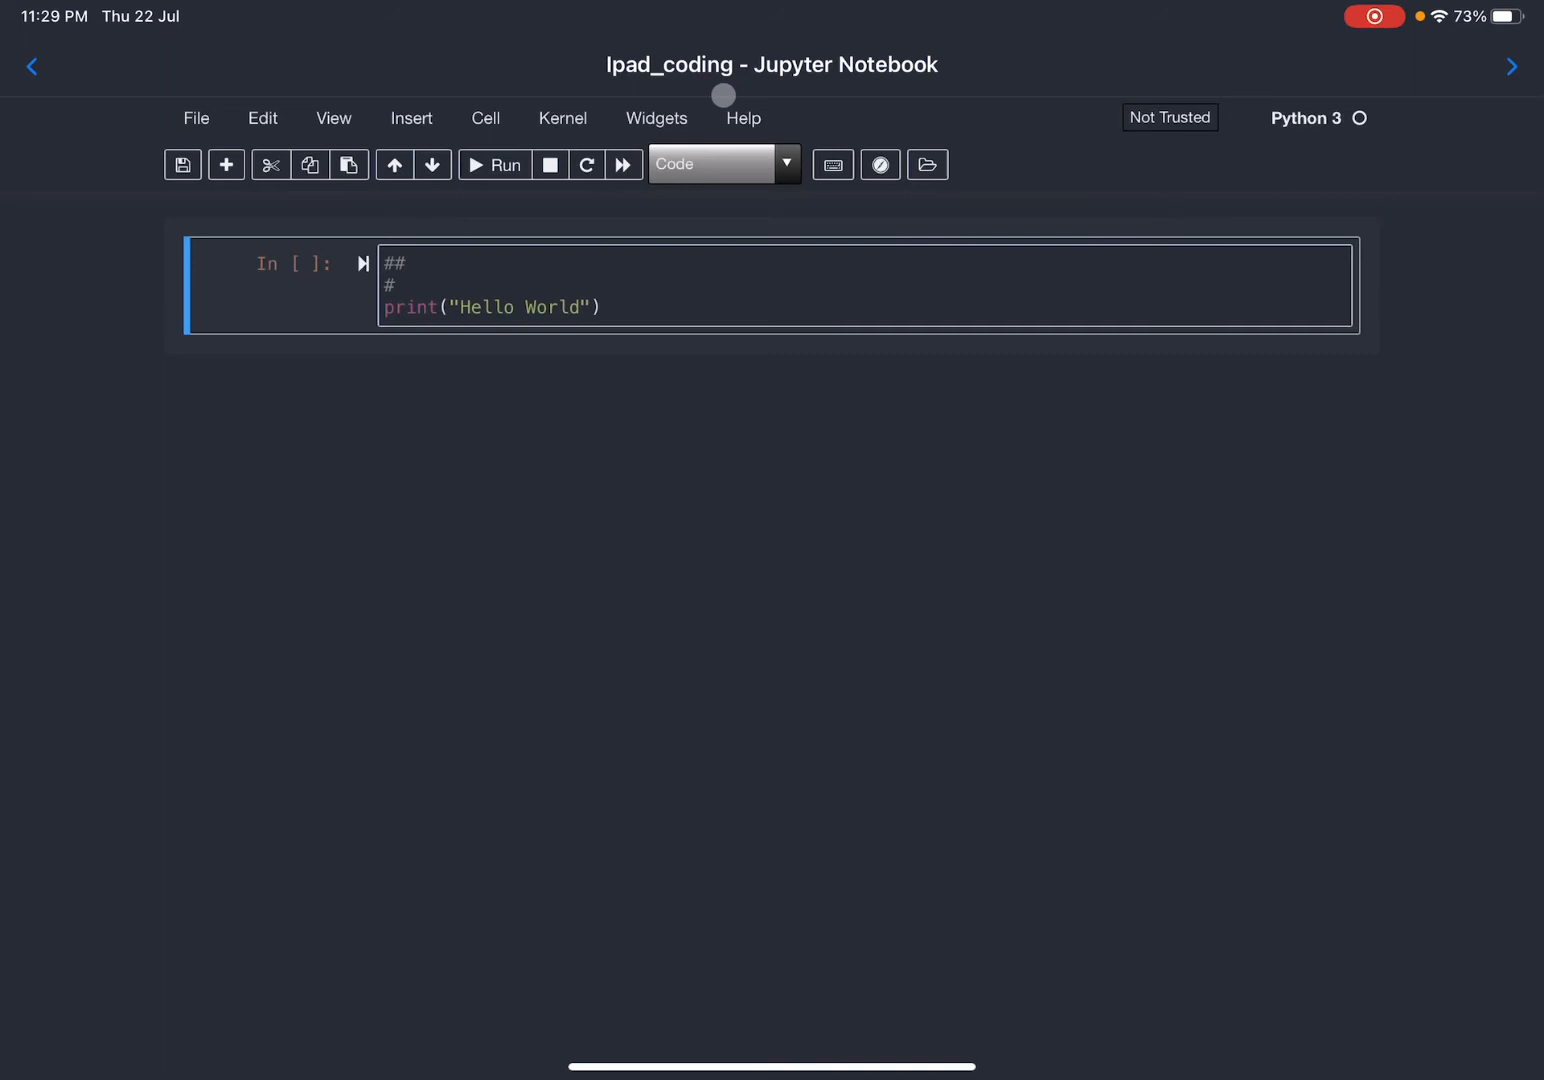 11:29 PM Thu 22 Jul
73%
Ipad_coding - Jupyter Notebook
File Edit View Insert Cell Kernel Widgets Help
Not Trusted
Python 3
Run
Code
In [ ]:
##
#
print("Hello World")